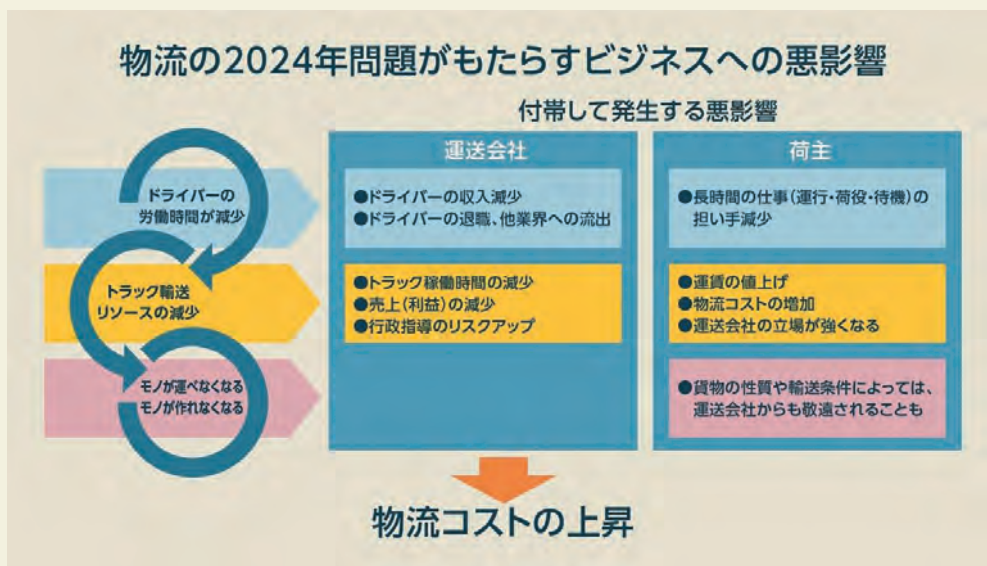 物流の2024年問題がもたらすビジネスへの悪影響
付帯して発生する悪影響
運送会社
荷主
ドライバーの
労働時間が減少
●ドライバーの収入減少
●ドライバーの退職、他業界への流出
●長時間の仕事(運行・荷役・待機)の
担い手減少
トラック輸送
リソースの減少
●トラック稼働時間の減少
●売上(利益)の減少
●行政指導のリスクアップ
●運賃の値上げ
●物流コストの増加
●運送会社の立場が強くなる
モノが運べなくなる
モノが作れなくなる
●貨物の性質や輸送条件によっては、
運送会社からも敬遠されることも
物流コストの上昇